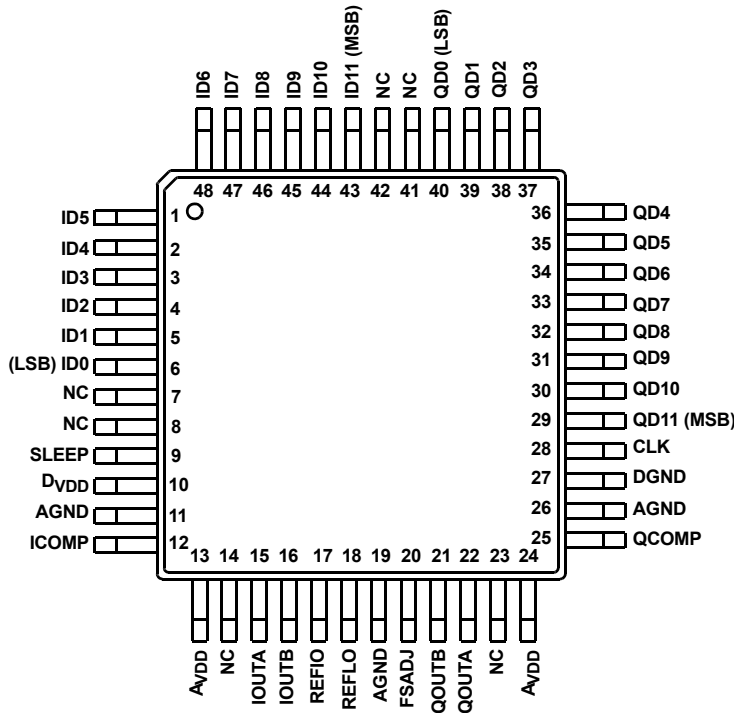 ID6
ID7
ID8
ID9
ID10
ID11 (MSB)
NC
NC
QD0 (LSB)
QD1
QD2
QD3
48 47 46 45 44 43 42 41 40 39 38 37
ID5 1
ID4 2
ID3 3
ID2 4
ID1 5
(LSB) ID0 6
NC 7
NC 8
SLEEP 9
DVDD 10
AGND 11
ICOMP 12
36 QD4
35 QD5
34 QD6
33 QD7
32 QD8
31 QD9
30 QD10
29 QD11 (MSB)
28 CLK
27 DGND
26 AGND
25 QCOMP
13 14 15 16 17 18 19 20 21 22 23 24
AVDD
NC
IOUTA
IOUTB
REFIO
REFLO
AGND
FSADJ
QOUTB
QOUTA
NC
AVDD